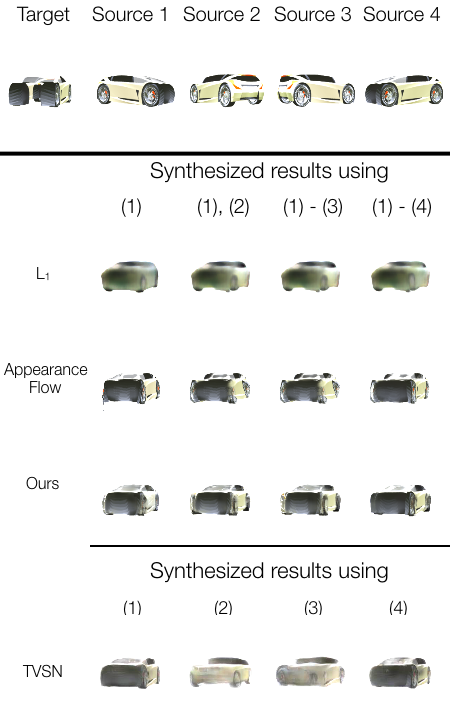 Target Source 1 Source 2 Source 3 Source 4
Synthesized results using
(1) (1), (2) (1) - (3) (1) - (4)
L₁
Appearance
Flow
Ours
Synthesized results using
(1) (2) (3) (4)
TVSN